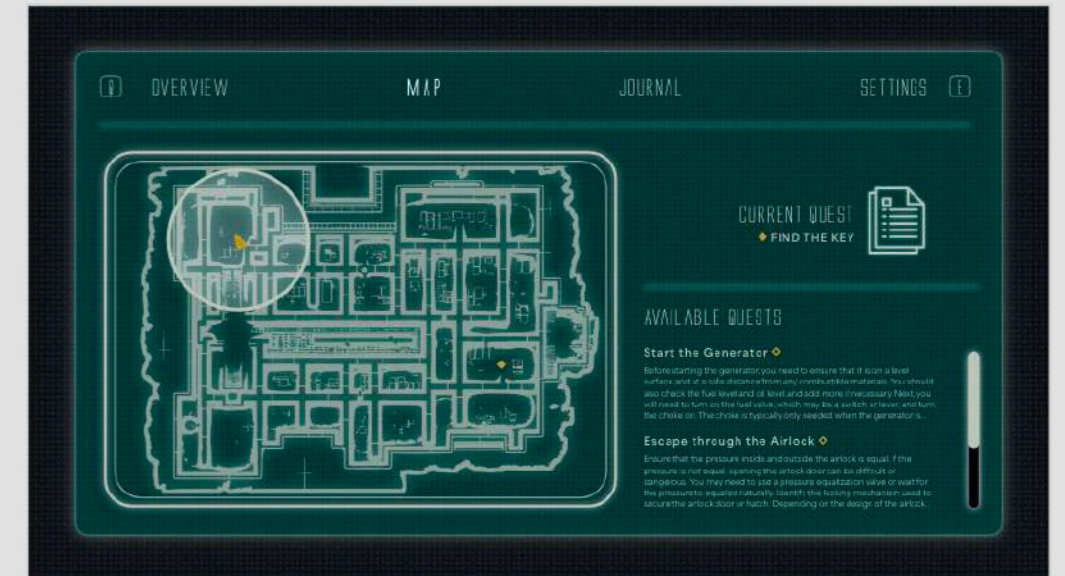 Q OVERVIEW MAP JOURNAL SETTINGS E
CURRENT QUEST
FIND THE KEY
AVAILABLE QUESTS
Start the Generator
Before starting the generator, you need to ensure that it is on a level
surface and at a safe distance from any combustible materials. You should
also check the fuel level and oil level and add more if necessary. Next, you
will need to turn on the fuel valve, which may be a switch or lever, and turn
the choke on. The choke is typically only needed when the generator is...
Escape through the Airlock
Ensure that the pressure inside and outside the airlock is equal. If the
pressure is not equal, opening the airlock door can be difficult or
dangerous. You may need to use a pressure equalization valve or wait for
the pressure to equalize naturally. Identify the locking mechanism used to
secure the airlock door or hatch. Depending on the design of the airlock...